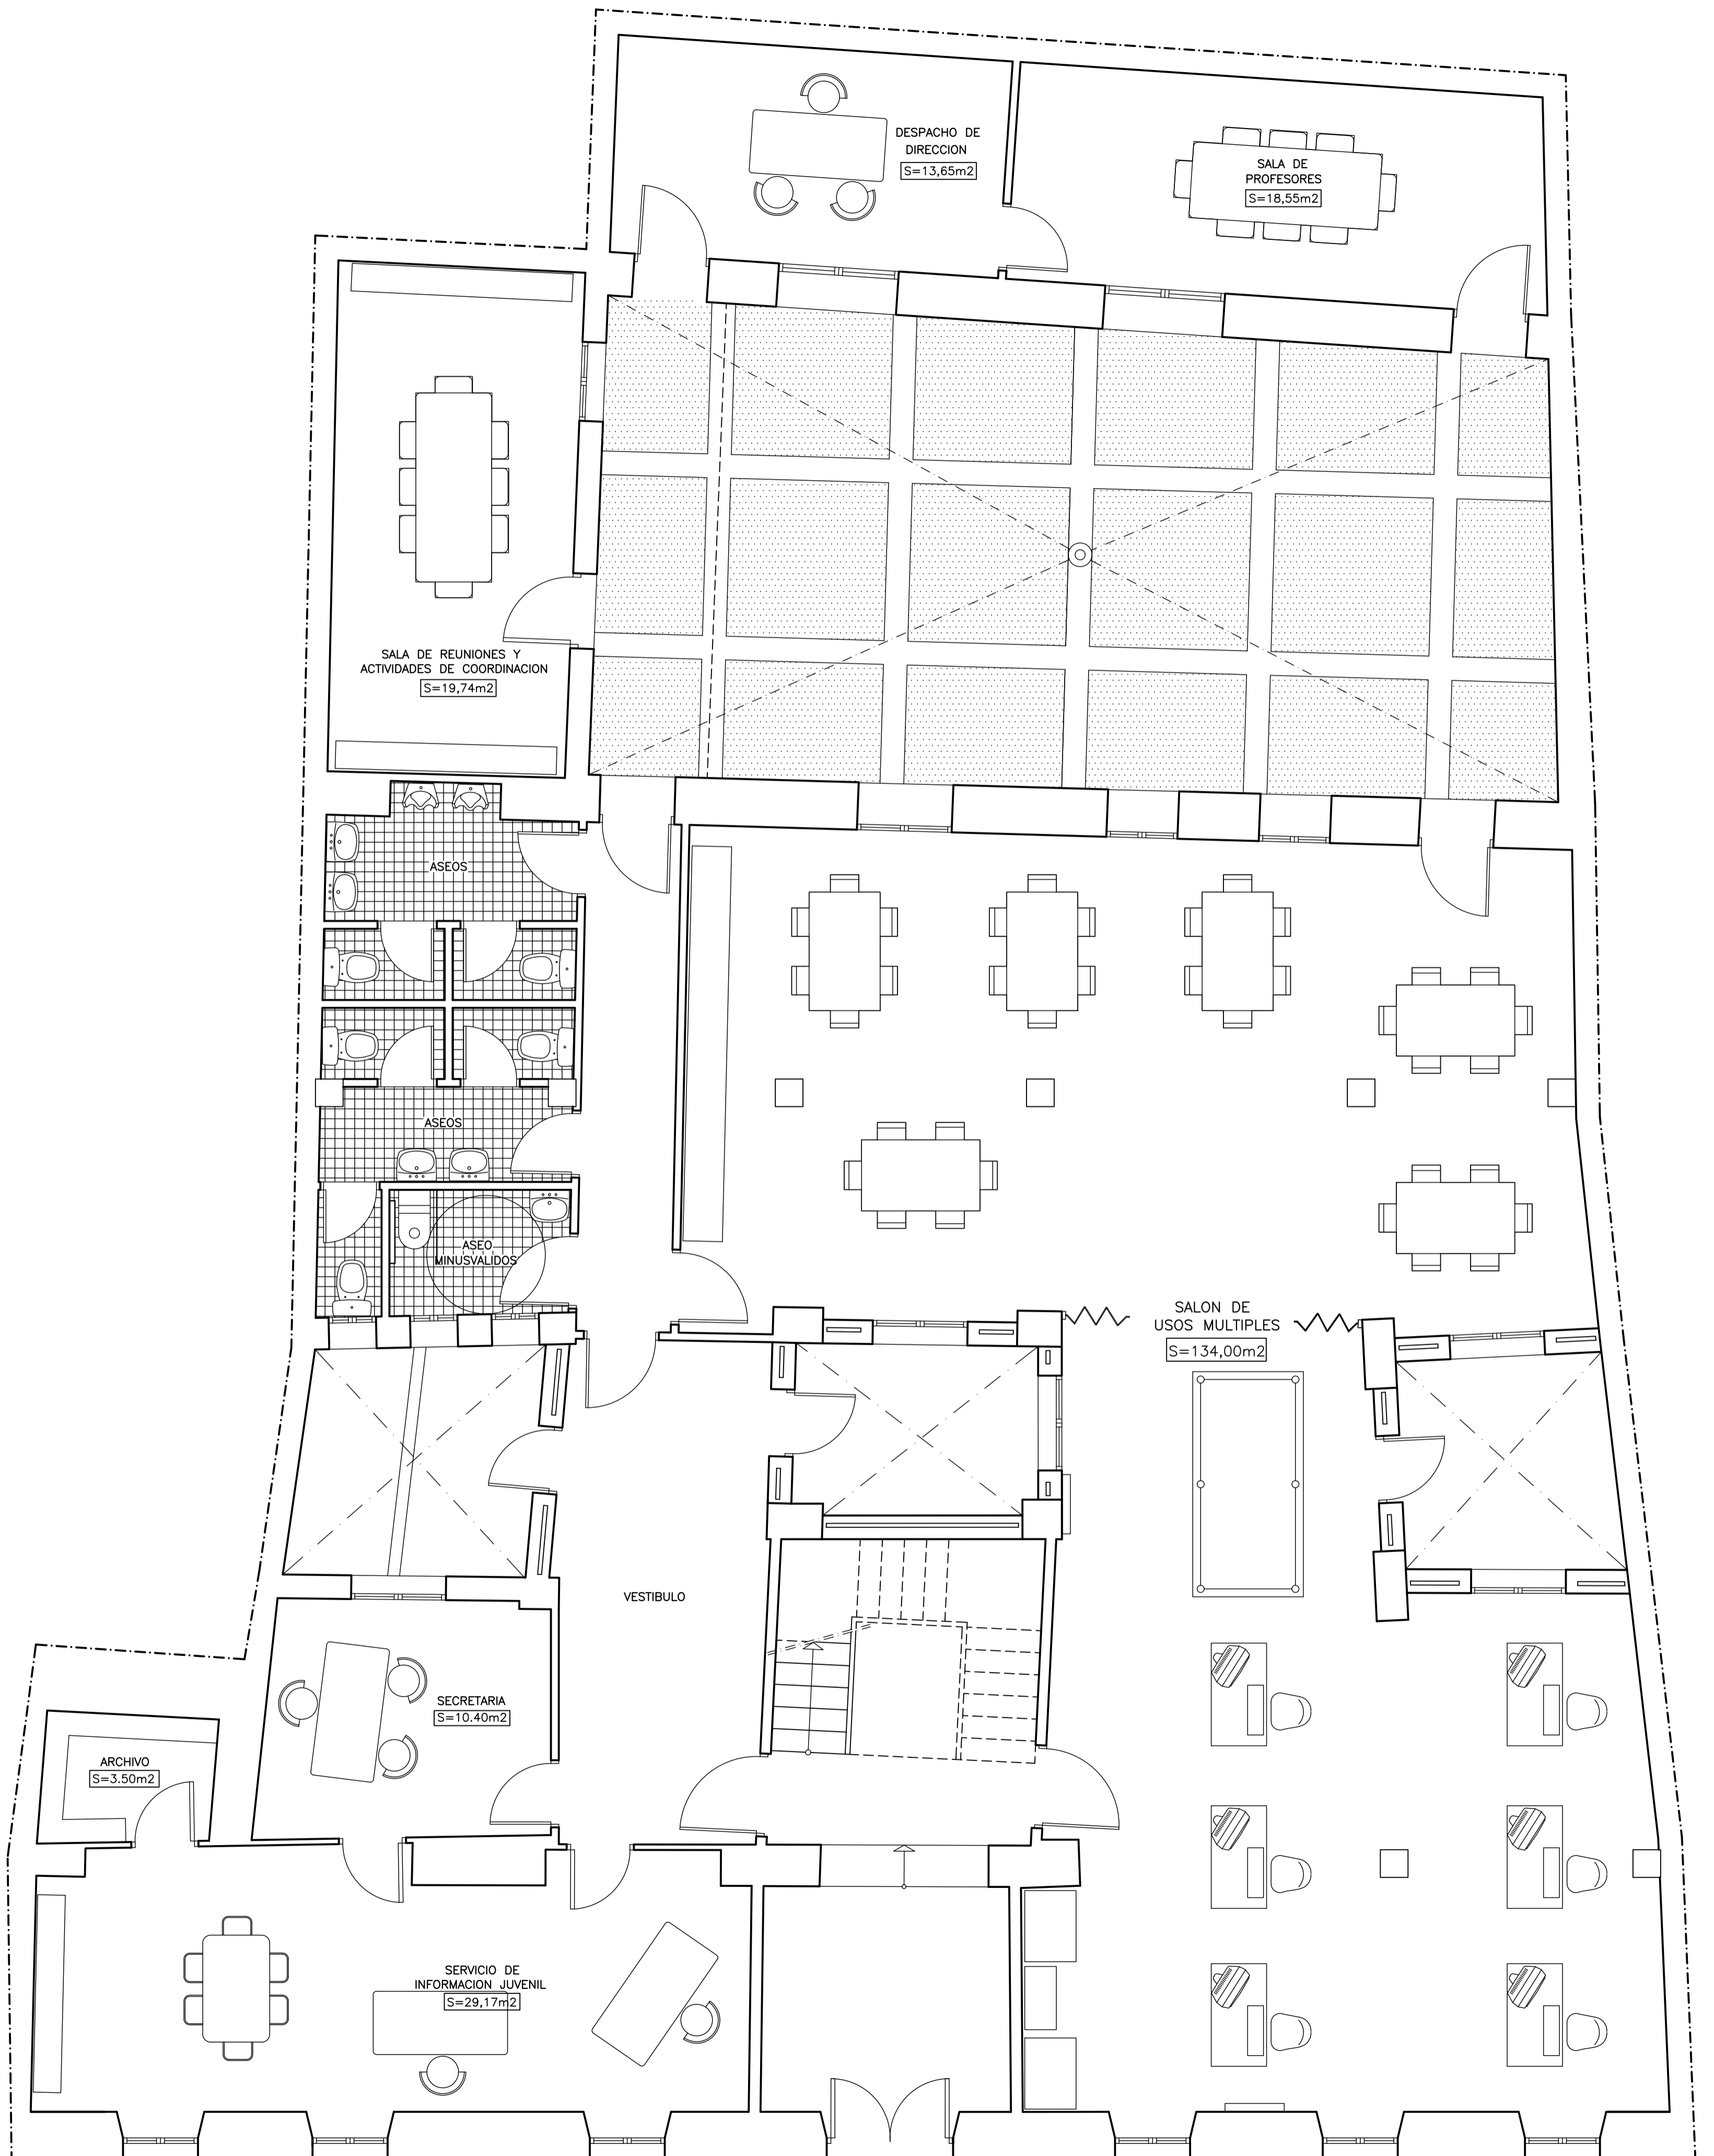 DESPACHO DE
DIRECCION
S=13,65m2
SALA DE
PROFESORES
S=18,55m2
SALA DE REUNIONES Y
ACTIVIDADES DE COORDINACION
S=19,74m2
ASEOS
ASEOS
ASEO
MINUSVALIDOS
SALON DE
USOS MULTIPLES
S=134,00m2
VESTIBULO
SECRETARIA
S=10.40m2
ARCHIVO
S=3.50m2
SERVICIO DE
INFORMACION JUVENIL
S=29,17m2